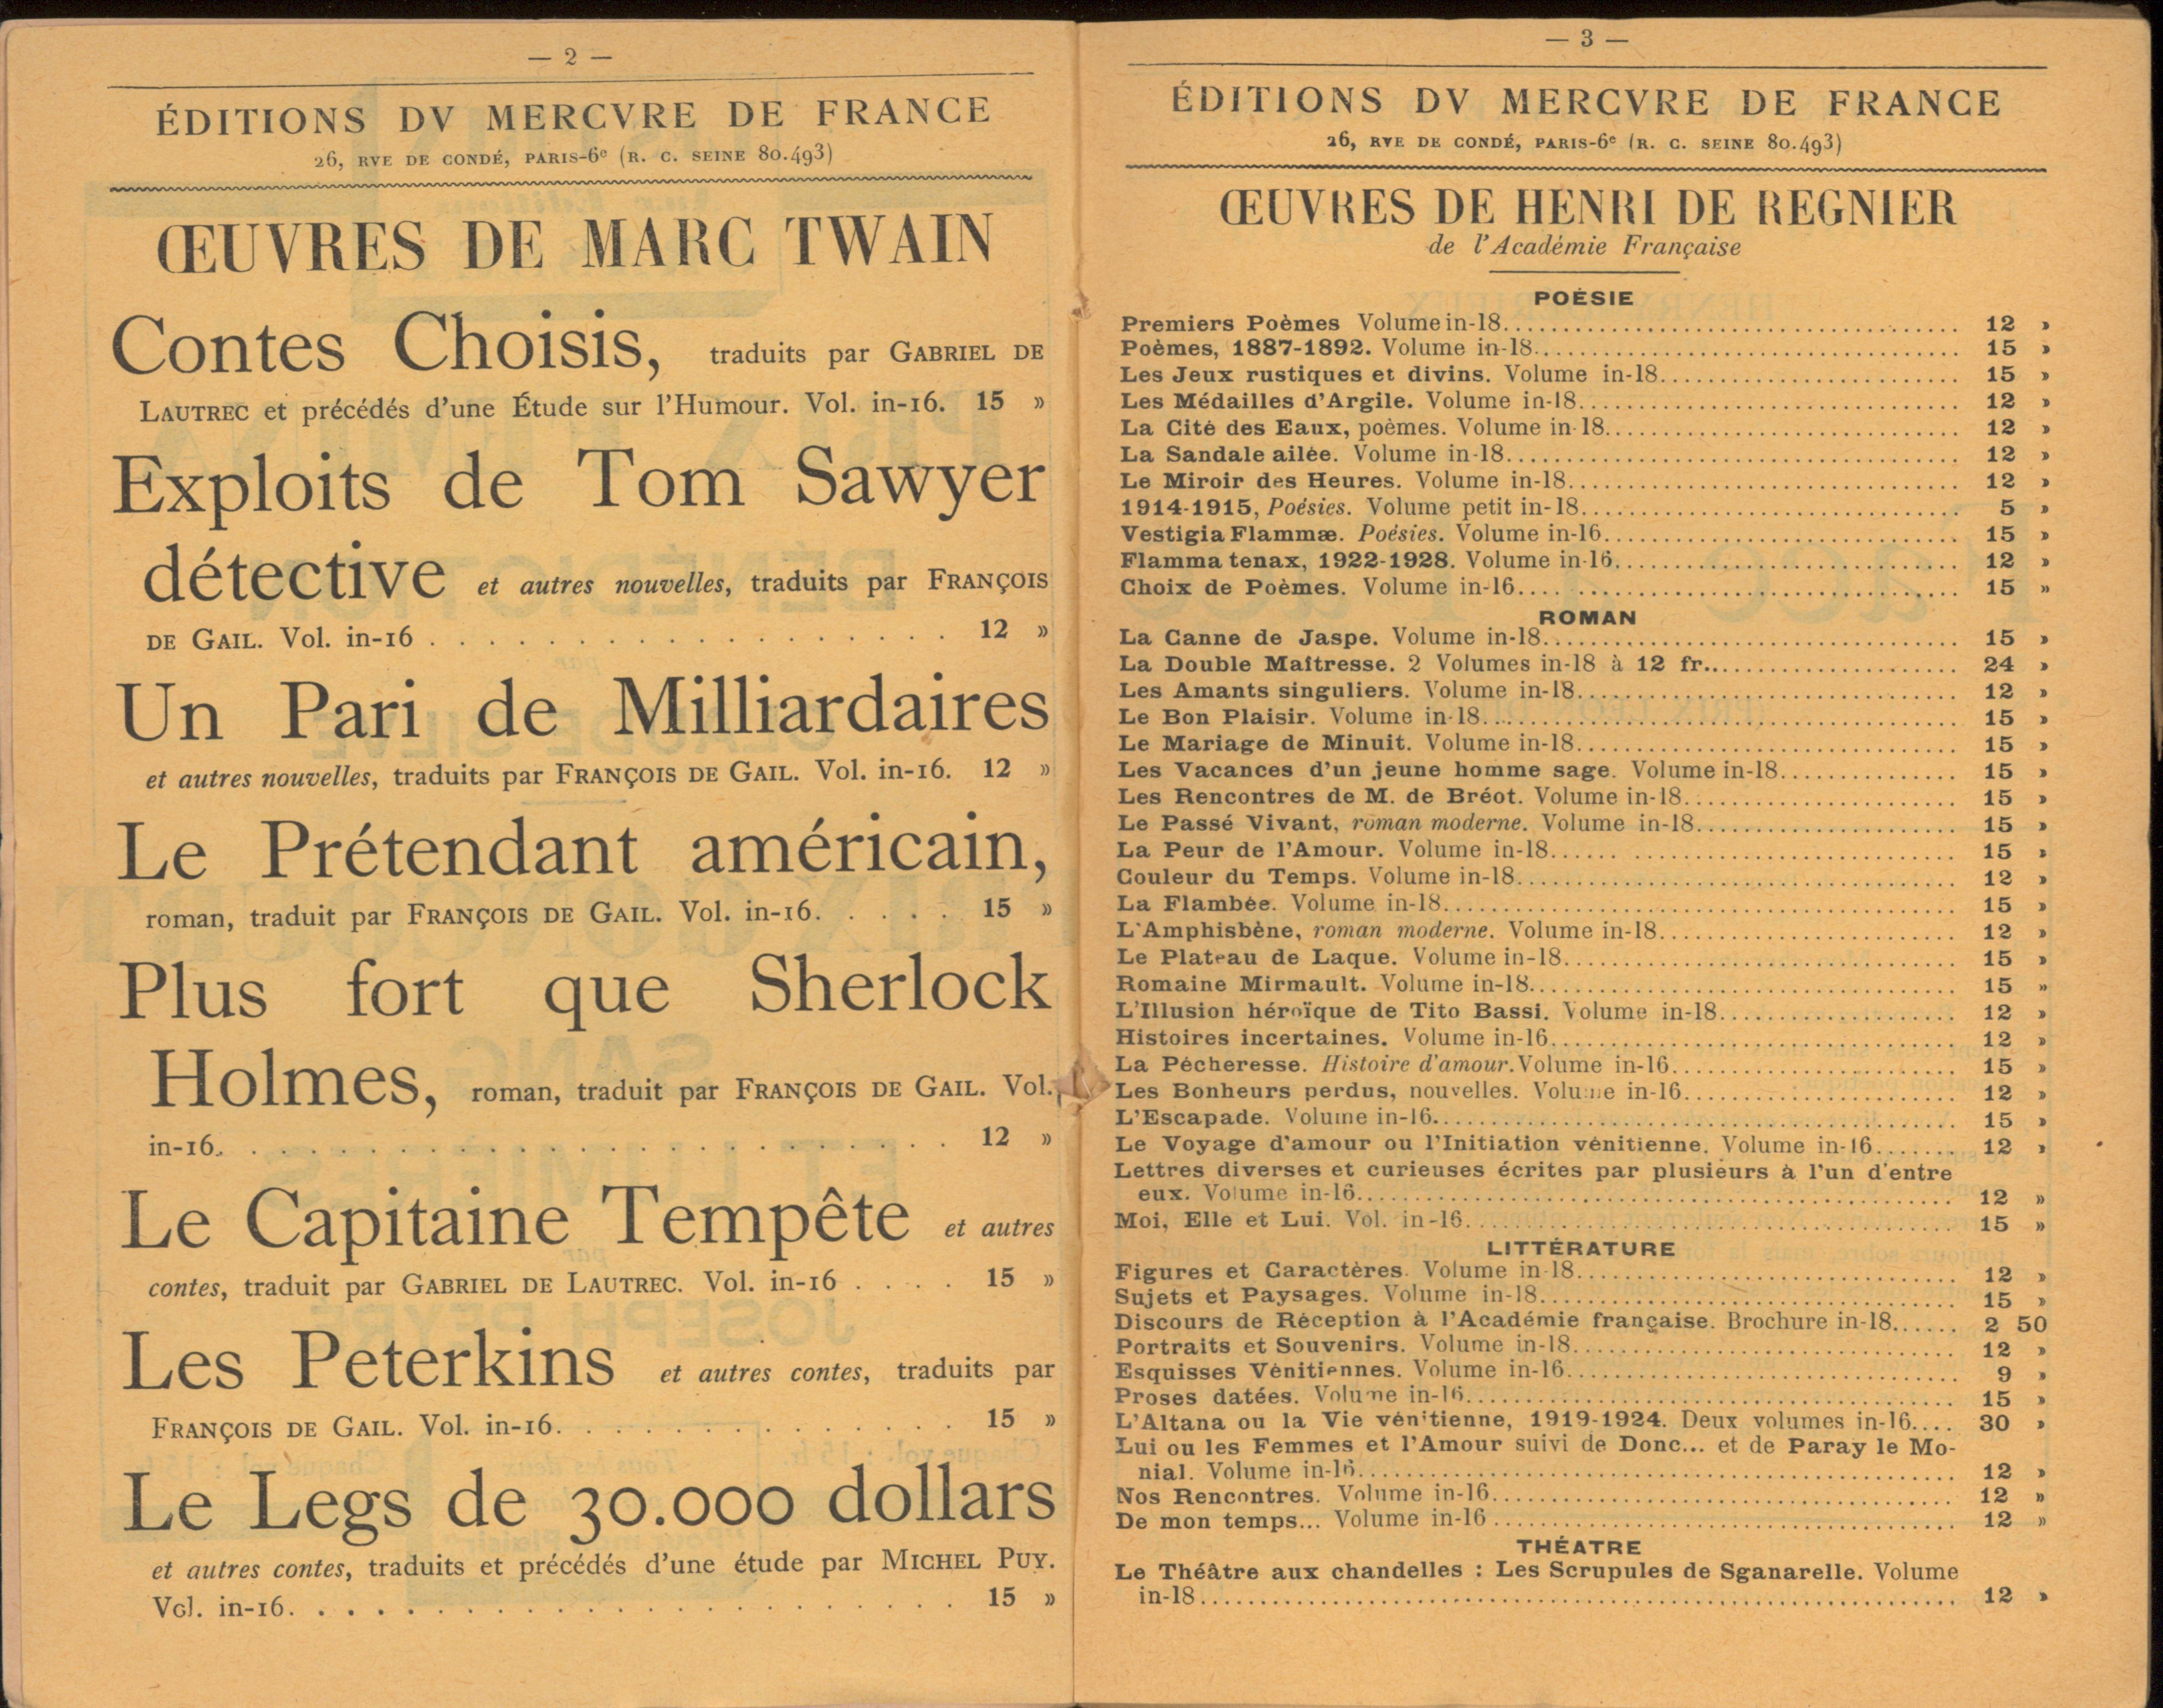 — 2 —
ÉDITIONS DV MERCVRE DE FRANCE
26, RVE DE CONDÉ, PARIS-6e (R. C. SEINE 80.493)
ŒUVRES DE MARC TWAIN
Contes Choisis, traduits par GABRIEL DE
LAUTREC et précédés d'une Étude sur l'Humour. Vol. in-16. 15 »
Exploits de Tom Sawyer
détective et autres nouvelles, traduits par FRANÇOIS
DE GAIL. Vol. in-16 . . . . . . . . . . . . . . . . . . 12 »
Un Pari de Milliardaires
et autres nouvelles, traduits par FRANÇOIS DE GAIL. Vol. in-16. 12 »
Le Prétendant américain,
roman, traduit par FRANÇOIS DE GAIL. Vol. in-16. . . . . . 15 »
Plus fort que Sherlock
Holmes, roman, traduit par FRANÇOIS DE GAIL. Vol.
in-16. . . . . . . . . . . . . . . . . . . . . . . . . . 12 »
Le Capitaine Tempête et autres
contes, traduit par GABRIEL DE LAUTREC. Vol. in-16 . . . . 15 »
Les Peterkins et autres contes, traduits par
FRANÇOIS DE GAIL. Vol. in-16. . . . . . . . . . . . . . 15 »
Le Legs de 30.000 dollars
et autres contes, traduits et précédés d'une étude par MICHEL PUY.
Vol. in-16. . . . . . . . . . . . . . . . . . . . . . . 15 »
— 3 —
ÉDITIONS DV MERCVRE DE FRANCE
26, RVE DE CONDÉ, PARIS-6e (R. C. SEINE 80.493)
ŒUVRES DE HENRI DE REGNIER
de l'Académie Française
POÉSIE
Premiers Poèmes Volume in-18........ 12 »
Poèmes, 1887-1892. Volume in-18........ 15 »
Les Jeux rustiques et divins. Volume in-18........ 15 »
Les Médailles d'Argile. Volume in-18........ 12 »
La Cité des Eaux, poèmes. Volume in-18........ 12 »
La Sandale ailée. Volume in-18........ 12 »
Le Miroir des Heures. Volume in-18........ 12 »
1914-1915, Poésies. Volume petit in-18........ 5 »
Vestigia Flammæ. Poésies. Volume in-16........ 15 »
Flamma tenax, 1922-1928. Volume in-16........ 12 »
Choix de Poèmes. Volume in-16........ 15 »
ROMAN
La Canne de Jaspe. Volume in-18........ 15 »
La Double Maîtresse. 2 Volumes in-18 à 12 fr........ 24 »
Les Amants singuliers. Volume in-18........ 12 »
Le Bon Plaisir. Volume in-18........ 15 »
Le Mariage de Minuit. Volume in-18........ 15 »
Les Vacances d'un jeune homme sage. Volume in-18........ 15 »
Les Rencontres de M. de Bréot. Volume in-18........ 15 »
Le Passé Vivant, roman moderne. Volume in-18........ 15 »
La Peur de l'Amour. Volume in-18........ 15 »
Couleur du Temps. Volume in-18........ 12 »
La Flambée. Volume in-18........ 15 »
L'Amphisbène, roman moderne. Volume in-18........ 12 »
Le Plateau de Laque. Volume in-18........ 15 »
Romaine Mirmault. Volume in-18........ 15 »
L'Illusion héroïque de Tito Bassi. Volume in-18........ 12 »
Histoires incertaines. Volume in-16........ 12 »
La Pécheresse. Histoire d'amour. Volume in-16........ 15 »
Les Bonheurs perdus, nouvelles. Volume in-16........ 12 »
L'Escapade. Volume in-16........ 15 »
Le Voyage d'amour ou l'Initiation vénitienne. Volume in-16........ 12 »
Lettres diverses et curieuses écrites par plusieurs à l'un d'entre
eux. Volume in-16........ 12 »
Moi, Elle et Lui. Vol. in-16........ 15 »
LITTÉRATURE
Figures et Caractères. Volume in-18........ 12 »
Sujets et Paysages. Volume in-18........ 15 »
Discours de Réception à l'Académie française. Brochure in-18...... 2 50
Portraits et Souvenirs. Volume in-18........ 12 »
Esquisses Vénitiennes. Volume in-16........ 9 »
Proses datées. Volume in-16........ 15 »
L'Altana ou la Vie vénitienne, 1919-1924. Deux volumes in-16.... 30 »
Lui ou les Femmes et l'Amour suivi de Donc... et de Paray le Mo-
nial. Volume in-16........ 12 »
Nos Rencontres. Volume in-16........ 12 »
De mon temps... Volume in-16........ 12 »
THÉATRE
Le Théâtre aux chandelles : Les Scrupules de Sganarelle. Volume
in-18........ 12 »